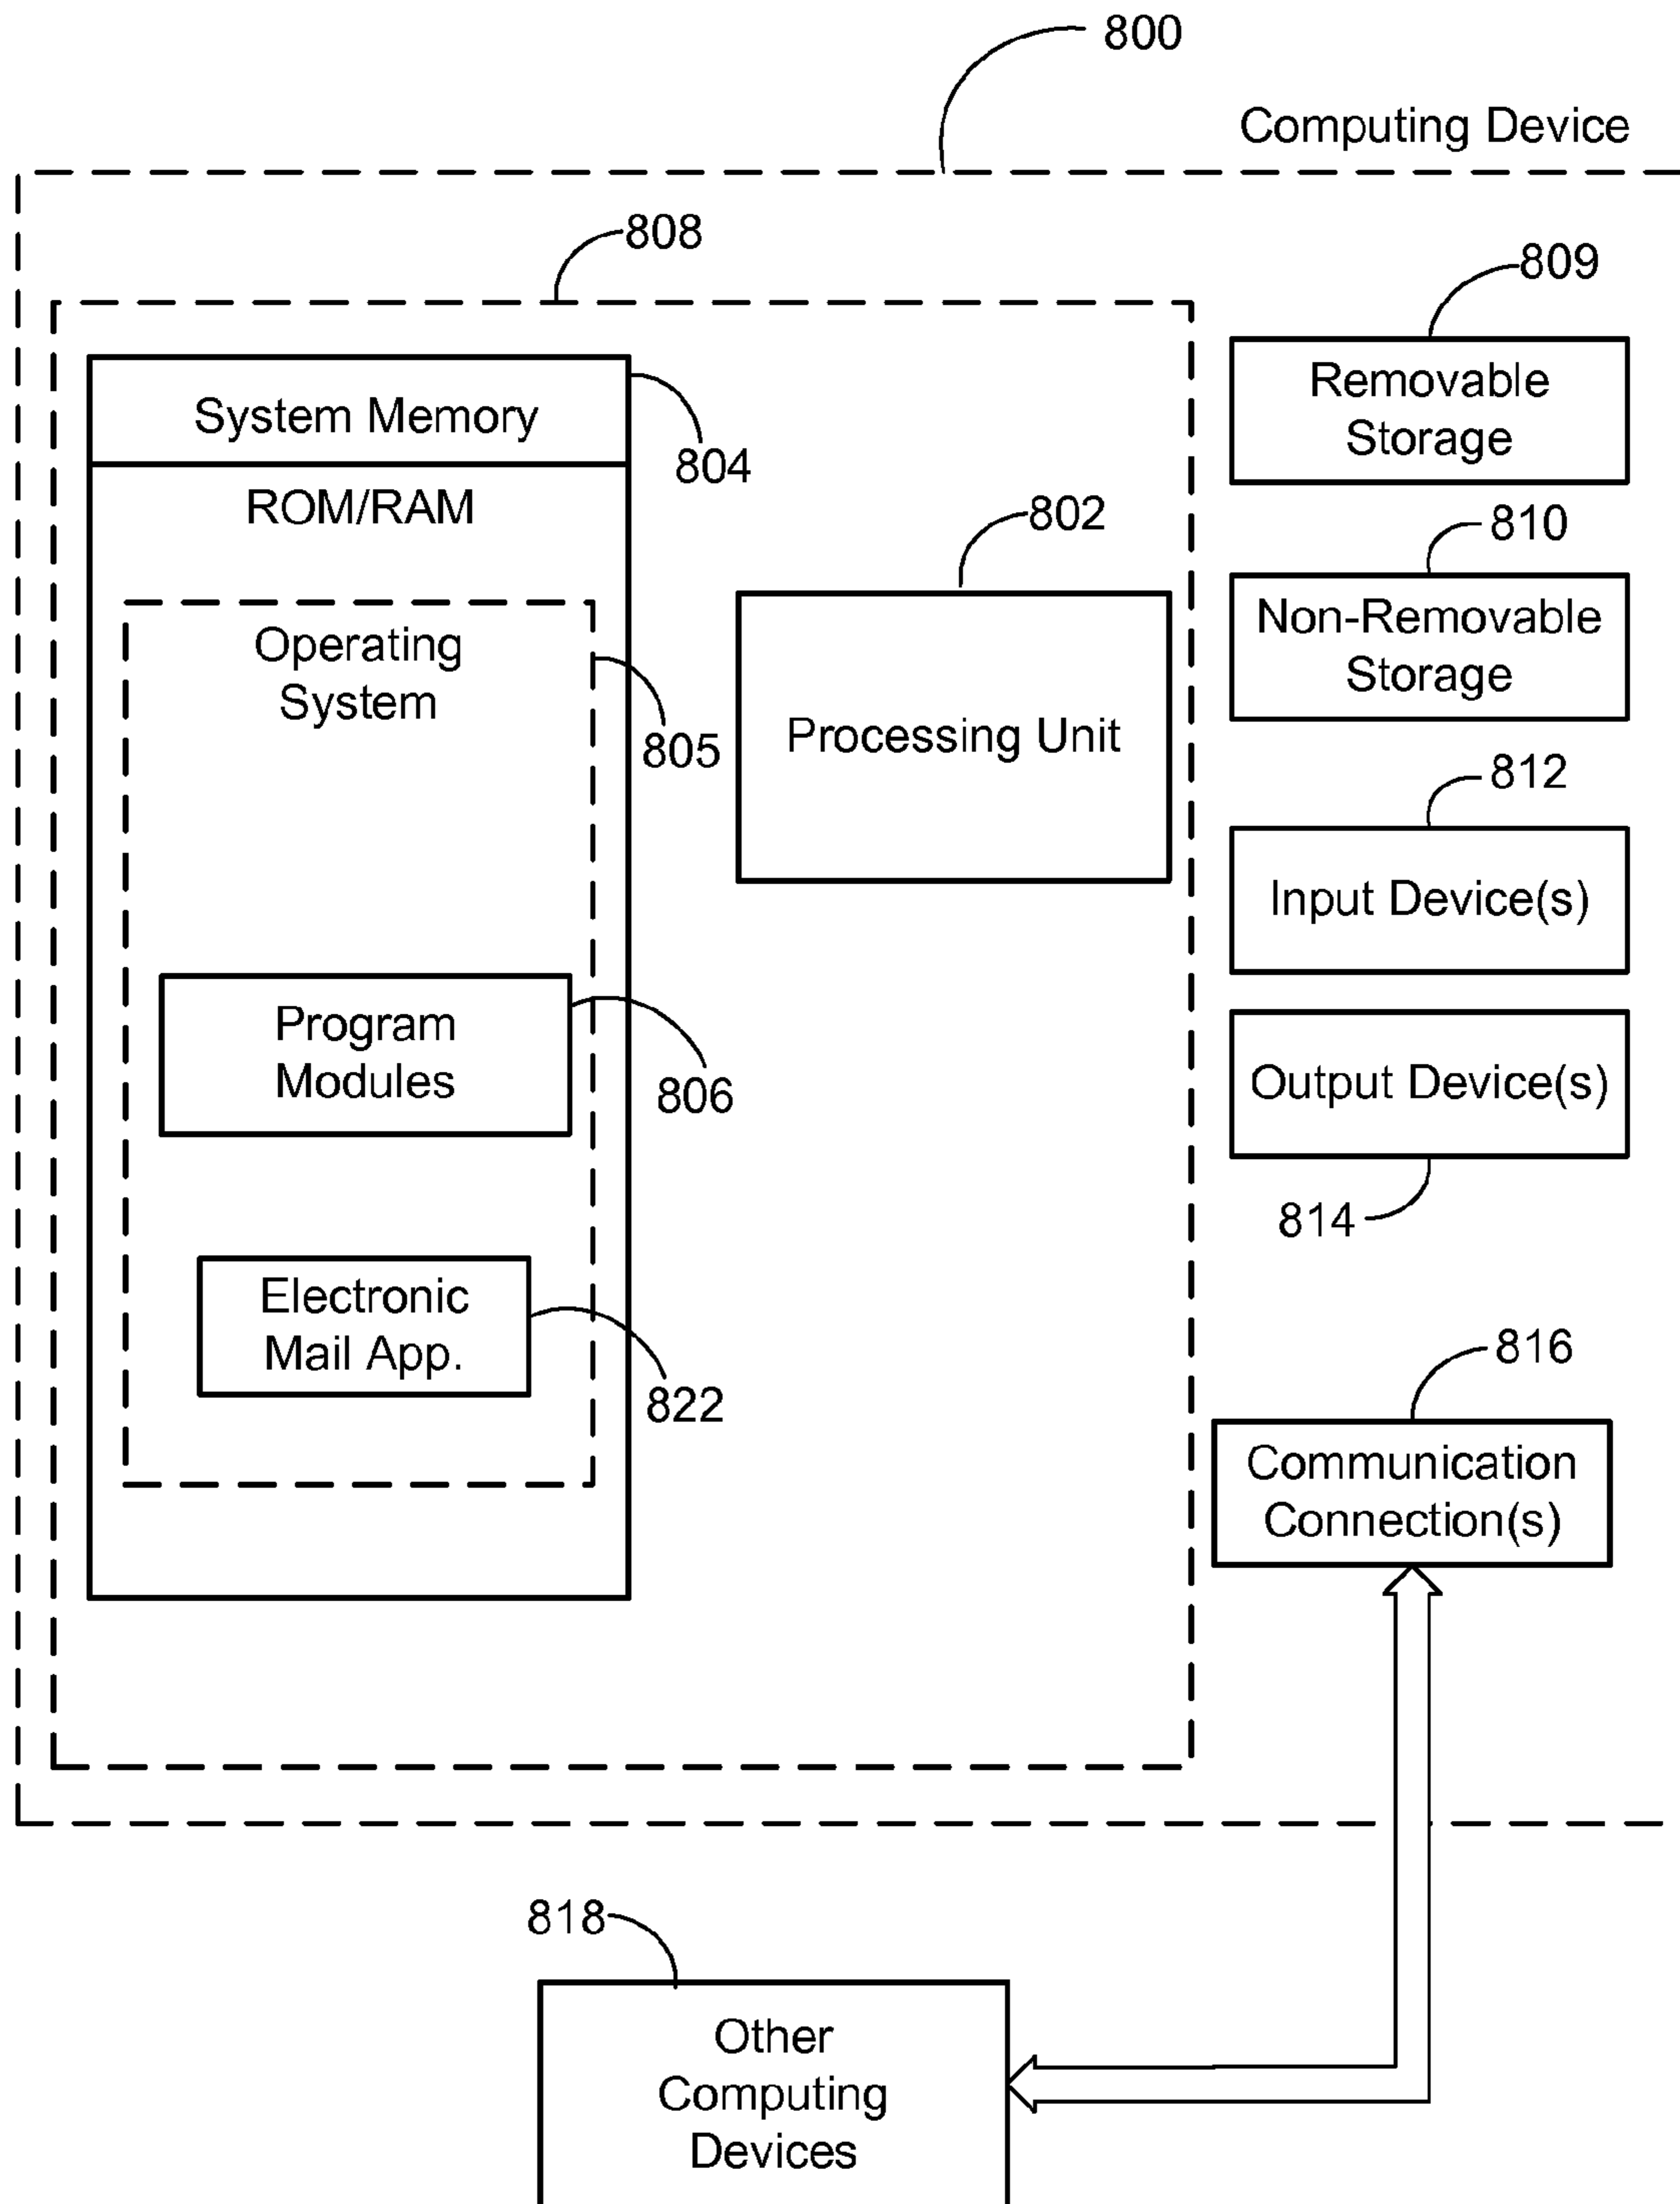 800
Computing Device
808
809
Removable
Storage
System Memory
804
ROM/RAM
802
810
Non-Removable
Storage
Operating
System
805
Processing Unit
812
Input Device(s)
Program
Modules
806
Output Device(s)
814
Electronic
Mail App.
822
816
Communication
Connection(s)
818
Other
Computing
Devices